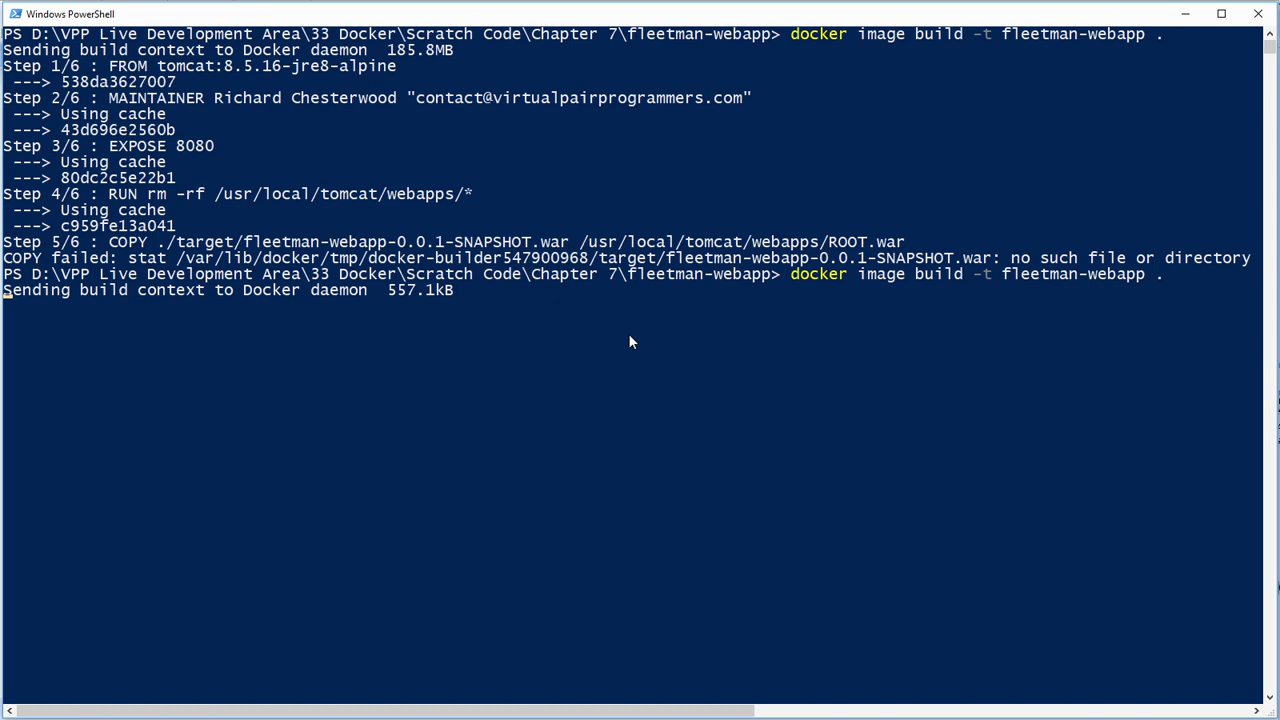 Windows PowerShell
PS D:\VPP Live Development Area\33 Docker\Scratch Code\Chapter 7\fleetman-webapp> docker image build -t fleetman-webapp .
Sending build context to Docker daemon  185.8MB
Step 1/6 : FROM tomcat:8.5.16-jre8-alpine
 ---> 538da3627007
Step 2/6 : MAINTAINER Richard Chesterwood "contact@virtualpairprogrammers.com"
 ---> Using cache
 ---> 43d696e2560b
Step 3/6 : EXPOSE 8080
 ---> Using cache
 ---> 80dc2c5e22b1
Step 4/6 : RUN rm -rf /usr/local/tomcat/webapps/*
 ---> Using cache
 ---> c959fe13a041
Step 5/6 : COPY ./target/fleetman-webapp-0.0.1-SNAPSHOT.war /usr/local/tomcat/webapps/ROOT.war
COPY failed: stat /var/lib/docker/tmp/docker-builder547900968/target/fleetman-webapp-0.0.1-SNAPSHOT.war: no such file or directory
PS D:\VPP Live Development Area\33 Docker\Scratch Code\Chapter 7\fleetman-webapp> docker image build -t fleetman-webapp .
Sending build context to Docker daemon  557.1kB